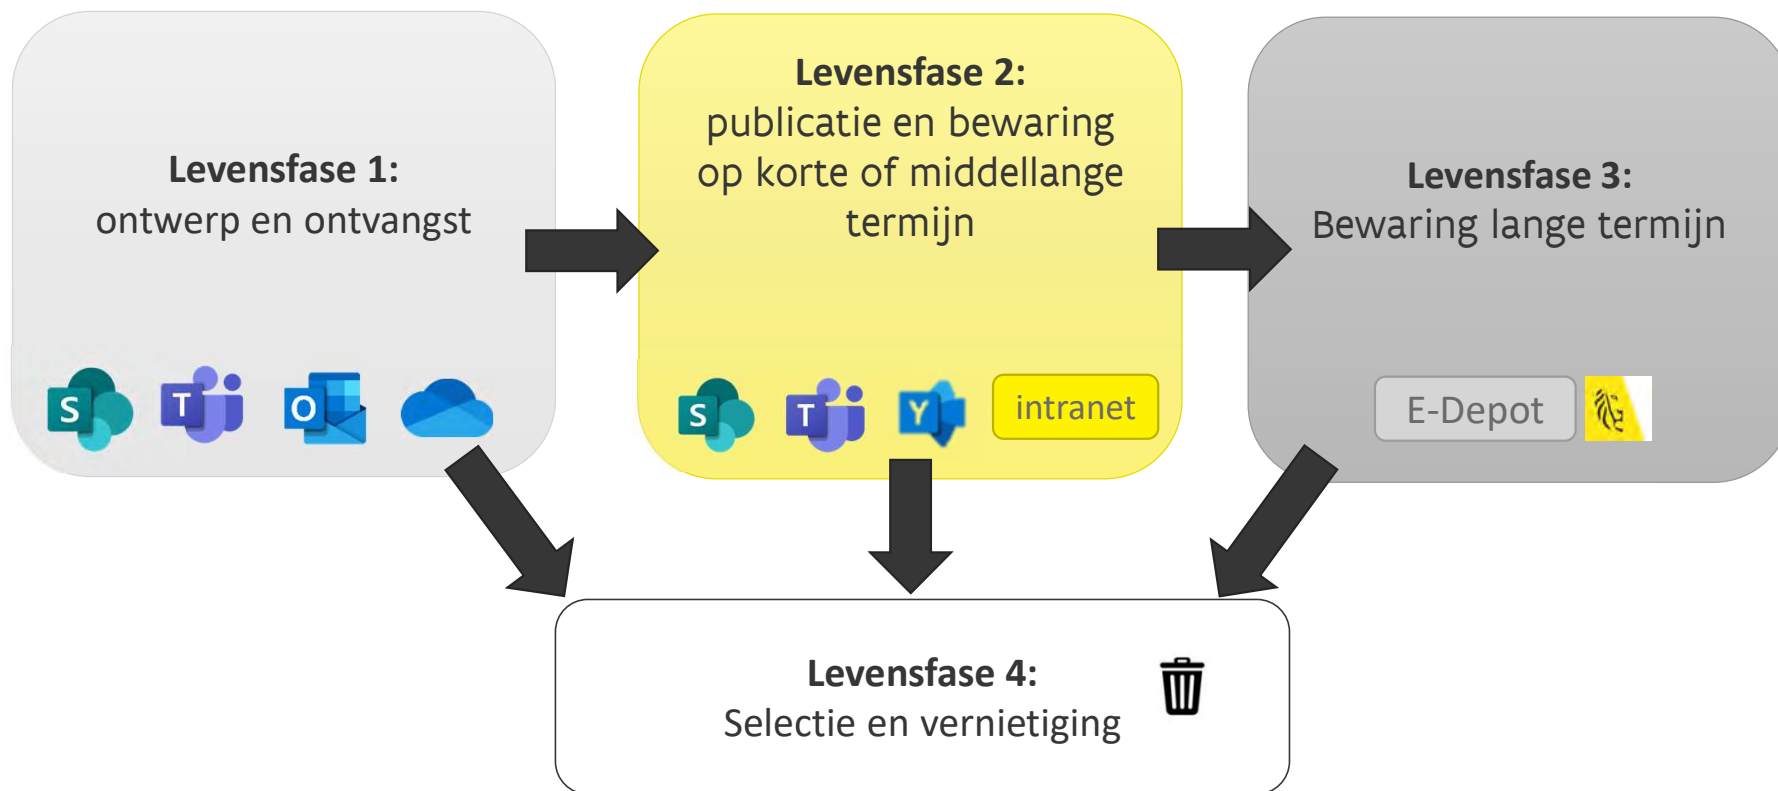 Levensfase 1:
ontwerp en ontvangst
S
T
O
Levensfase 2:
publicatie en bewaring
op korte of middellange
termijn
S
T
Y
intranet
Levensfase 3:
Bewaring lange termijn
E-Depot
Levensfase 4:
Selectie en vernietiging